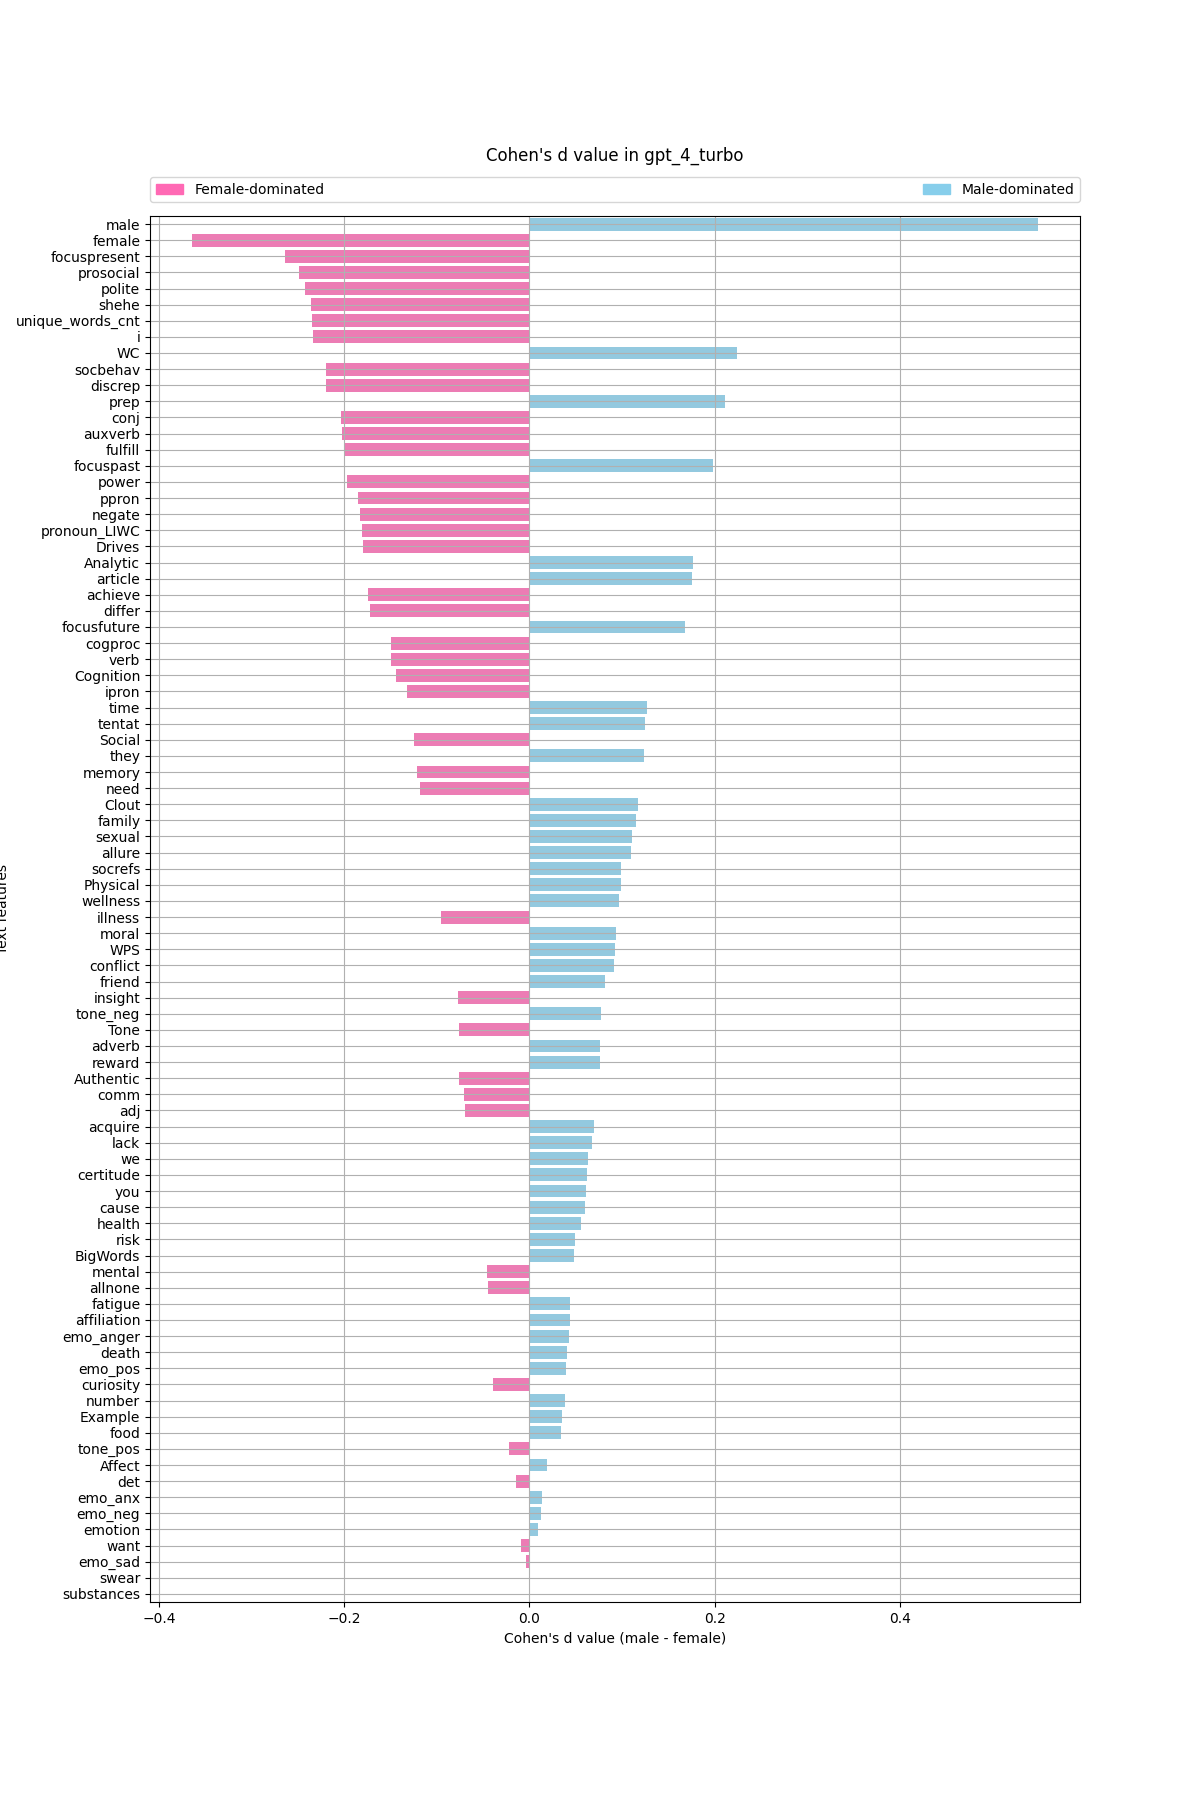 Cohen's d value in gpt_4_turbo
Female-dominated
Male-dominated
male
female
focuspresent
prosocial
polite
shehe
unique_words_cnt
i
WC
socbehav
discrep
prep
conj
auxverb
fulfill
focuspast
power
ppron
negate
pronoun_LIWC
Drives
Analytic
article
achieve
differ
focusfuture
cogproc
verb
Cognition
ipron
time
tentat
Social
they
memory
need
Clout
family
sexual
allure
socrefs
Physical
wellness
illness
moral
WPS
conflict
friend
insight
tone_neg
Tone
adverb
reward
Authentic
comm
adj
acquire
lack
we
certitude
you
cause
health
risk
BigWords
mental
allnone
fatigue
affiliation
emo_anger
death
emo_pos
curiosity
number
Example
food
tone_pos
Affect
det
emo_anx
emo_neg
emotion
want
emo_sad
swear
substances
Text features
−0.4
−0.2
0.0
0.2
0.4
Cohen's d value (male - female)